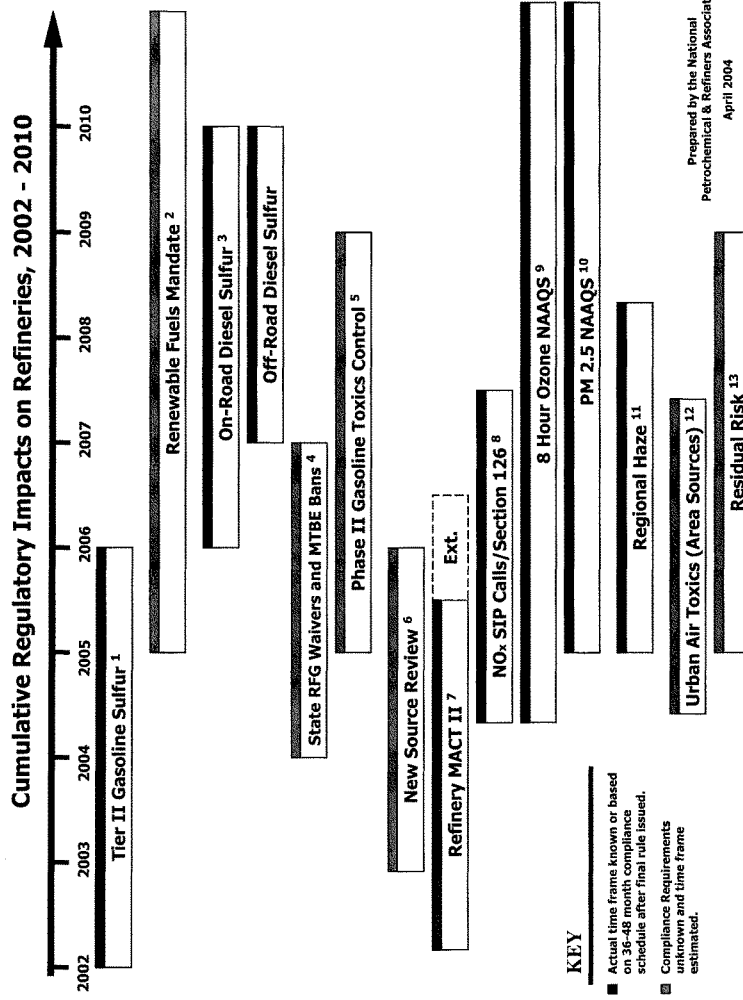 Cumulative Regulatory Impacts on Refineries, 2002 - 2010
2002 2003 2004 2005 2006 2007 2008 2009 2010
Tier II Gasoline Sulfur 1
Renewable Fuels Mandate 2
On-Road Diesel Sulfur 3
Off-Road Diesel Sulfur
State RFG Waivers and MTBE Bans 4
Phase II Gasoline Toxics Control 5
New Source Review 6
Refinery MACT II 7
Ext.
NOx SIP Calls/Section 126 8
8 Hour Ozone NAAQS 9
PM 2.5 NAAQS 10
Regional Haze 11
Urban Air Toxics (Area Sources) 12
Residual Risk 13
KEY
Actual time frame known or based
on 36-48 month compliance
schedule after final rule issued.
Compliance Requirements
unknown and time frame
estimated.
Prepared by the National
Petrochemical & Refiners Associat
April 2004